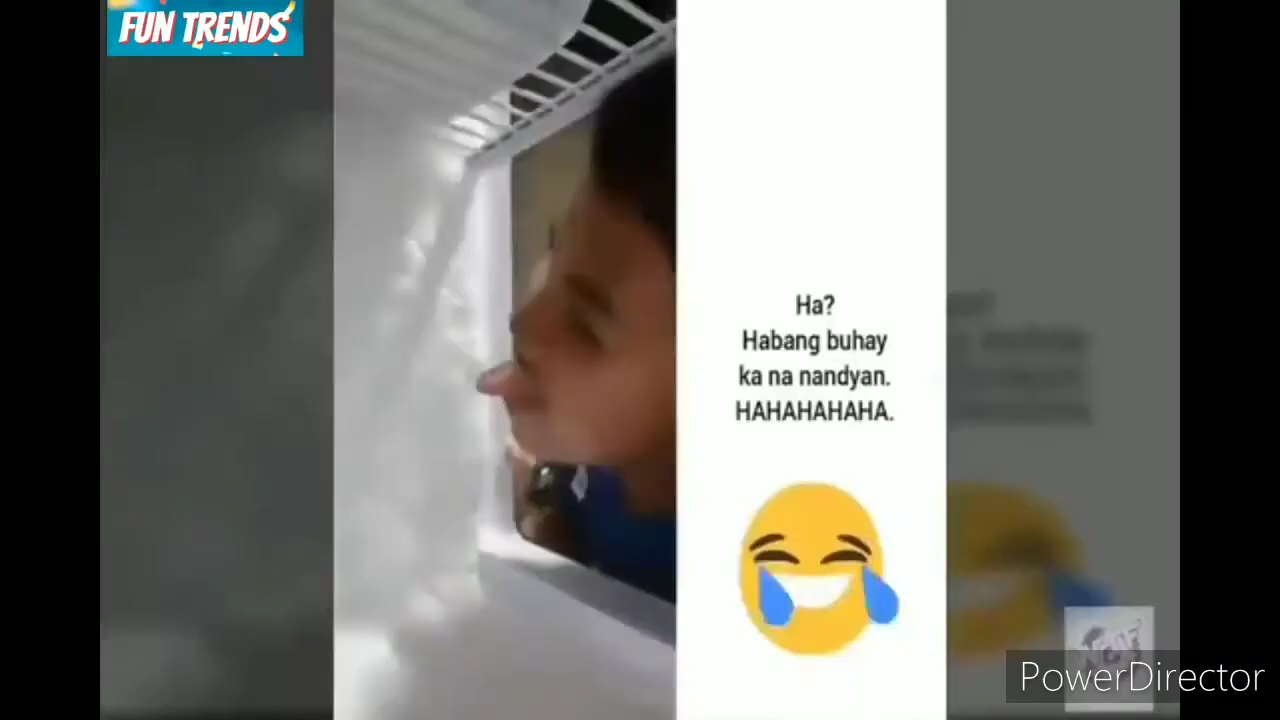 FUN TRENDS
Ha?
Habang buhay
ka na nandyan.
HAHAHAHAHA.
PowerDirector